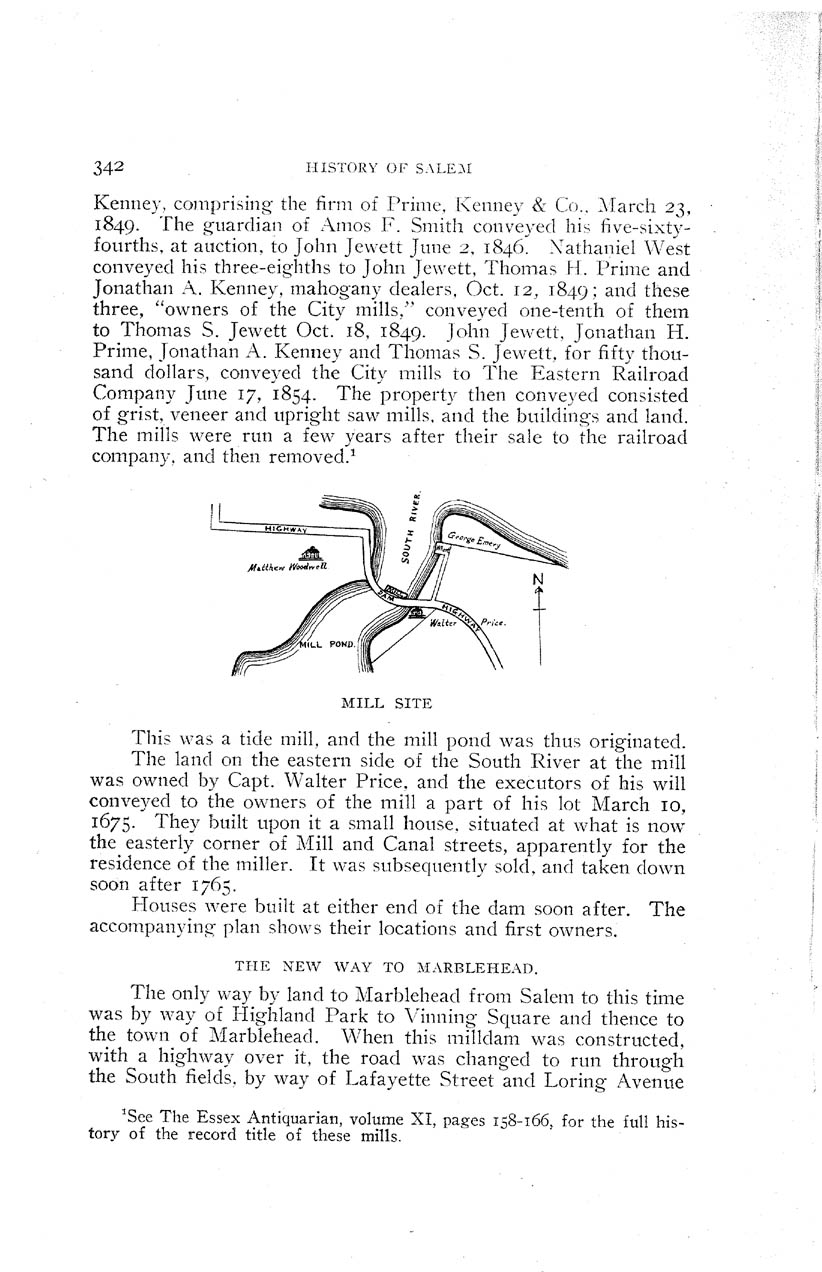 342 HISTORY OF SALEM
Kenney, comprising the firm of Prime, Kenney & Co., March 23,
1849. The guardian of Amos F. Smith conveyed his five-sixty-
fourths, at auction, to John Jewett June 2, 1846. Nathaniel West
conveyed his three-eighths to John Jewett, Thomas H. Prime and
Jonathan A. Kenney, mahogany dealers, Oct. 12, 1849; and these
three, "owners of the City mills," conveyed one-tenth of them
to Thomas S. Jewett Oct. 18, 1849. John Jewett, Jonathan H.
Prime, Jonathan A. Kenney and Thomas S. Jewett, for fifty thou-
sand dollars, conveyed the City mills to The Eastern Railroad
Company June 17, 1854. The property then conveyed consisted
of grist, veneer and upright saw mills, and the buildings and land.
The mills were run a few years after their sale to the railroad
company, and then removed.¹
SOUTH RIVER.
HIGHWAY
George Emery
Matthew Woodwell
N
MILL
DAM
HIGHWAY
Walter Price.
MILL POND.
MILL SITE
This was a tide mill, and the mill pond was thus originated.
The land on the eastern side of the South River at the mill
was owned by Capt. Walter Price, and the executors of his will
conveyed to the owners of the mill a part of his lot March 10,
1675. They built upon it a small house, situated at what is now
the easterly corner of Mill and Canal streets, apparently for the
residence of the miller. It was subsequently sold, and taken down
soon after 1765.
Houses were built at either end of the dam soon after. The
accompanying plan shows their locations and first owners.
THE NEW WAY TO MARBLEHEAD.
The only way by land to Marblehead from Salem to this time
was by way of Highland Park to Vinning Square and thence to
the town of Marblehead. When this milldam was constructed,
with a highway over it, the road was changed to run through
the South fields, by way of Lafayette Street and Loring Avenue
¹See The Essex Antiquarian, volume XI, pages 158-166, for the full his-
tory of the record title of these mills.